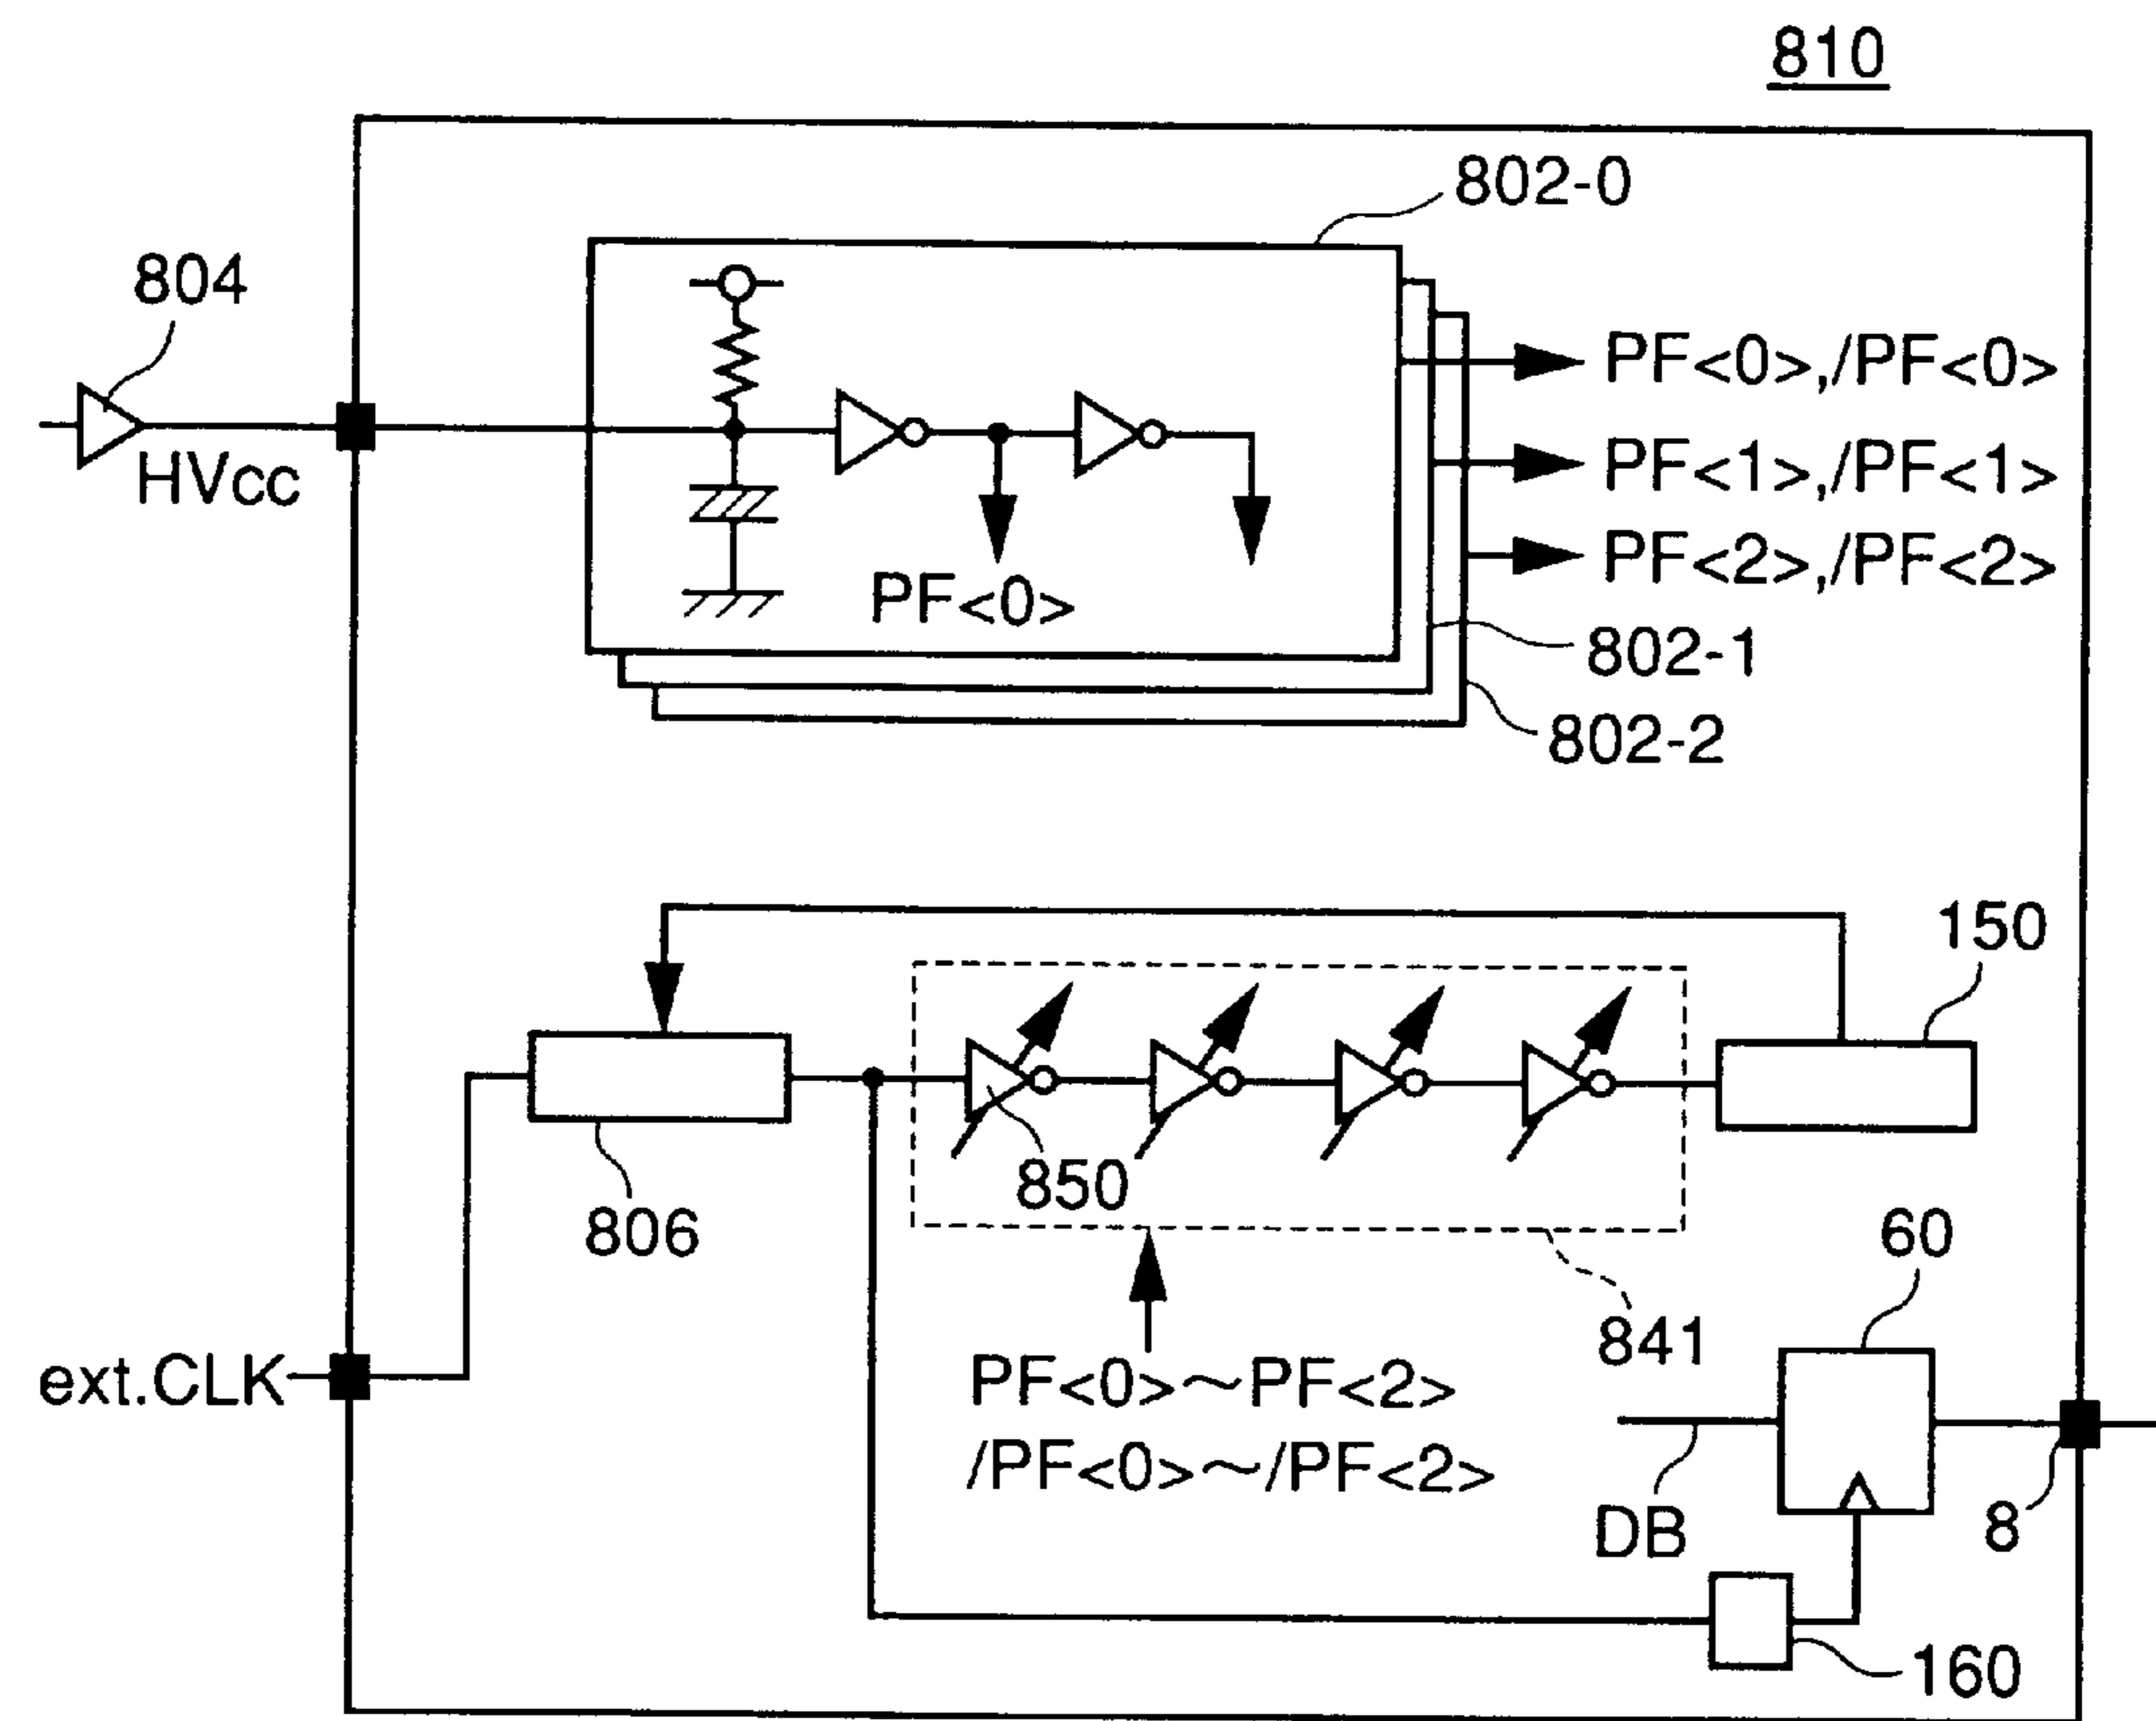 810
802-0
804
HVcc
PF<0>,/PF<0>
PF<1>,/PF<1>
PF<2>,/PF<2>
PF<0>
802-1
802-2
150
850
806
60
841
ext.CLK
PF<0>~PF<2>
/PF<0>~/PF<2>
DB
8
160